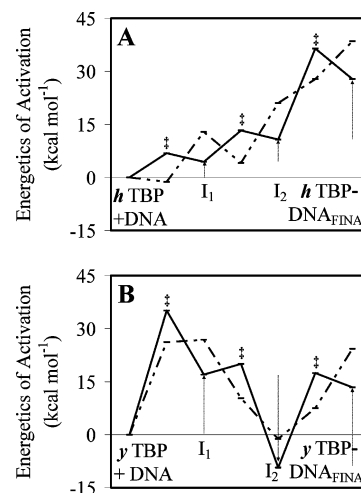 A
Energetics of Activation
(kcal mol-1)
45
30
15
0
-15
‡
‡
‡
h TBP
+DNA
I1
I2
h TBP-
DNAFINA
B
Energetics of Activation
(kcal mol-1)
45
30
15
0
-15
‡
‡
‡
y TBP
+ DNA
I1
I2
y TBP-
DNAFINA